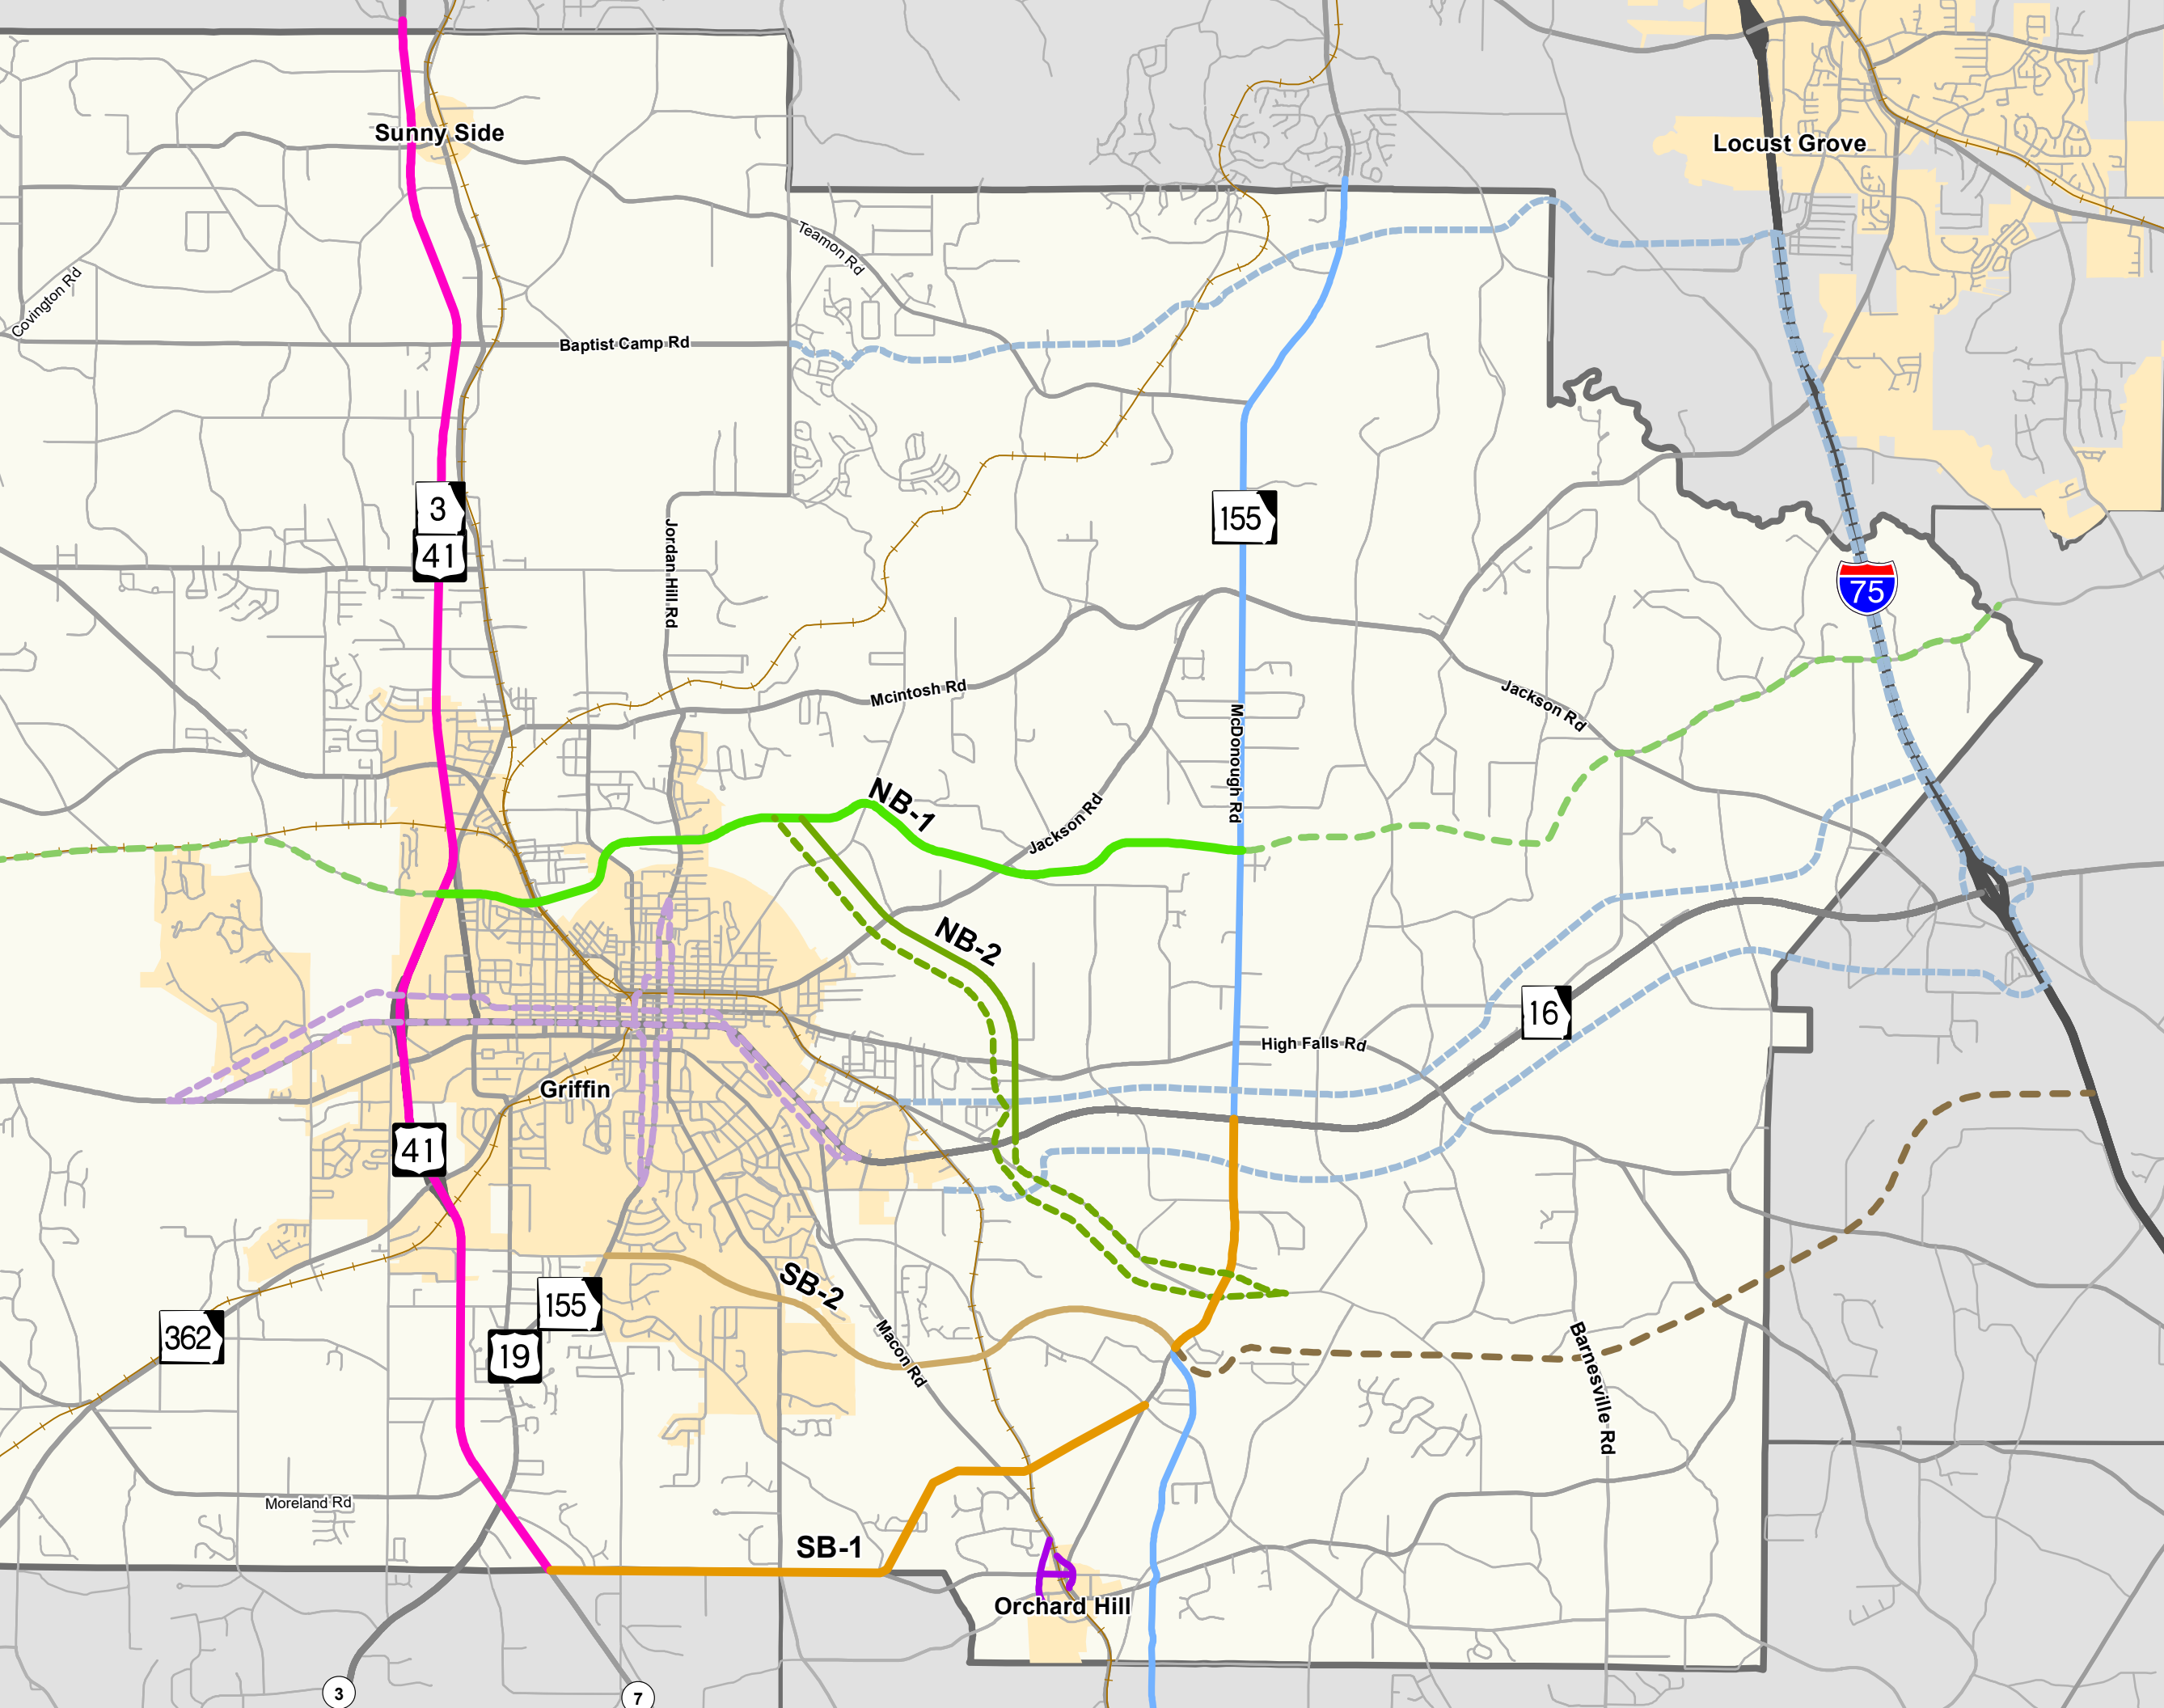 Sunny Side
Locust Grove
Teamon Rd
Covington Rd
Baptist Camp Rd
3
41
155
Jordan Hill Rd
75
Mcintosh Rd
Jackson Rd
McDonough Rd
NB-1
Jackson Rd
NB-2
16
High Falls Rd
Griffin
41
SB-2
155
362
19
Macon Rd
Barnesville Rd
Moreland Rd
SB-1
Orchard Hill
3
7